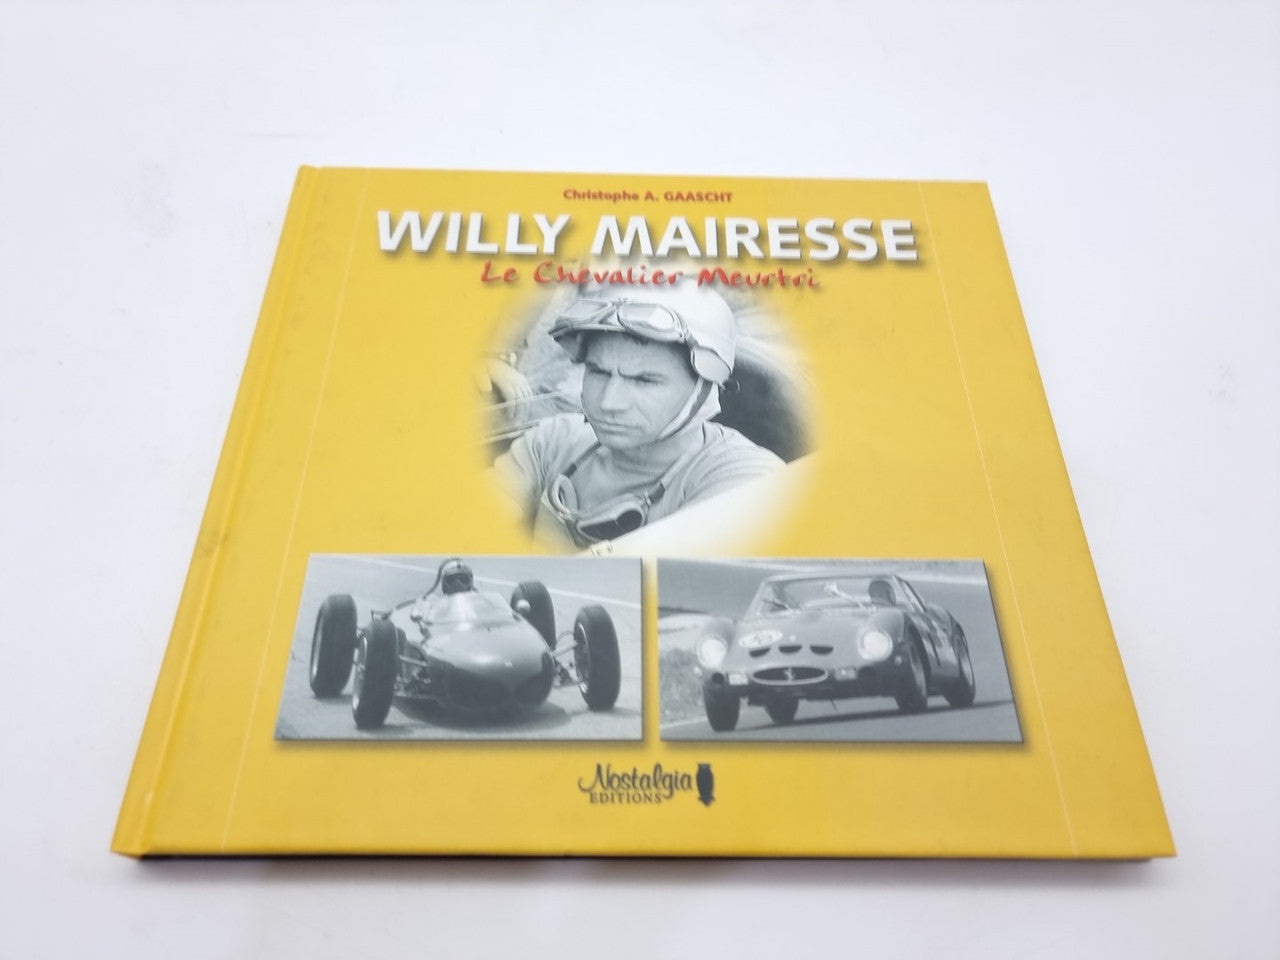 Christophe A. GAASCHT
WILLY MAIRESSE
Le Chevalier Meurtri
Nostalgia
EDITIONS